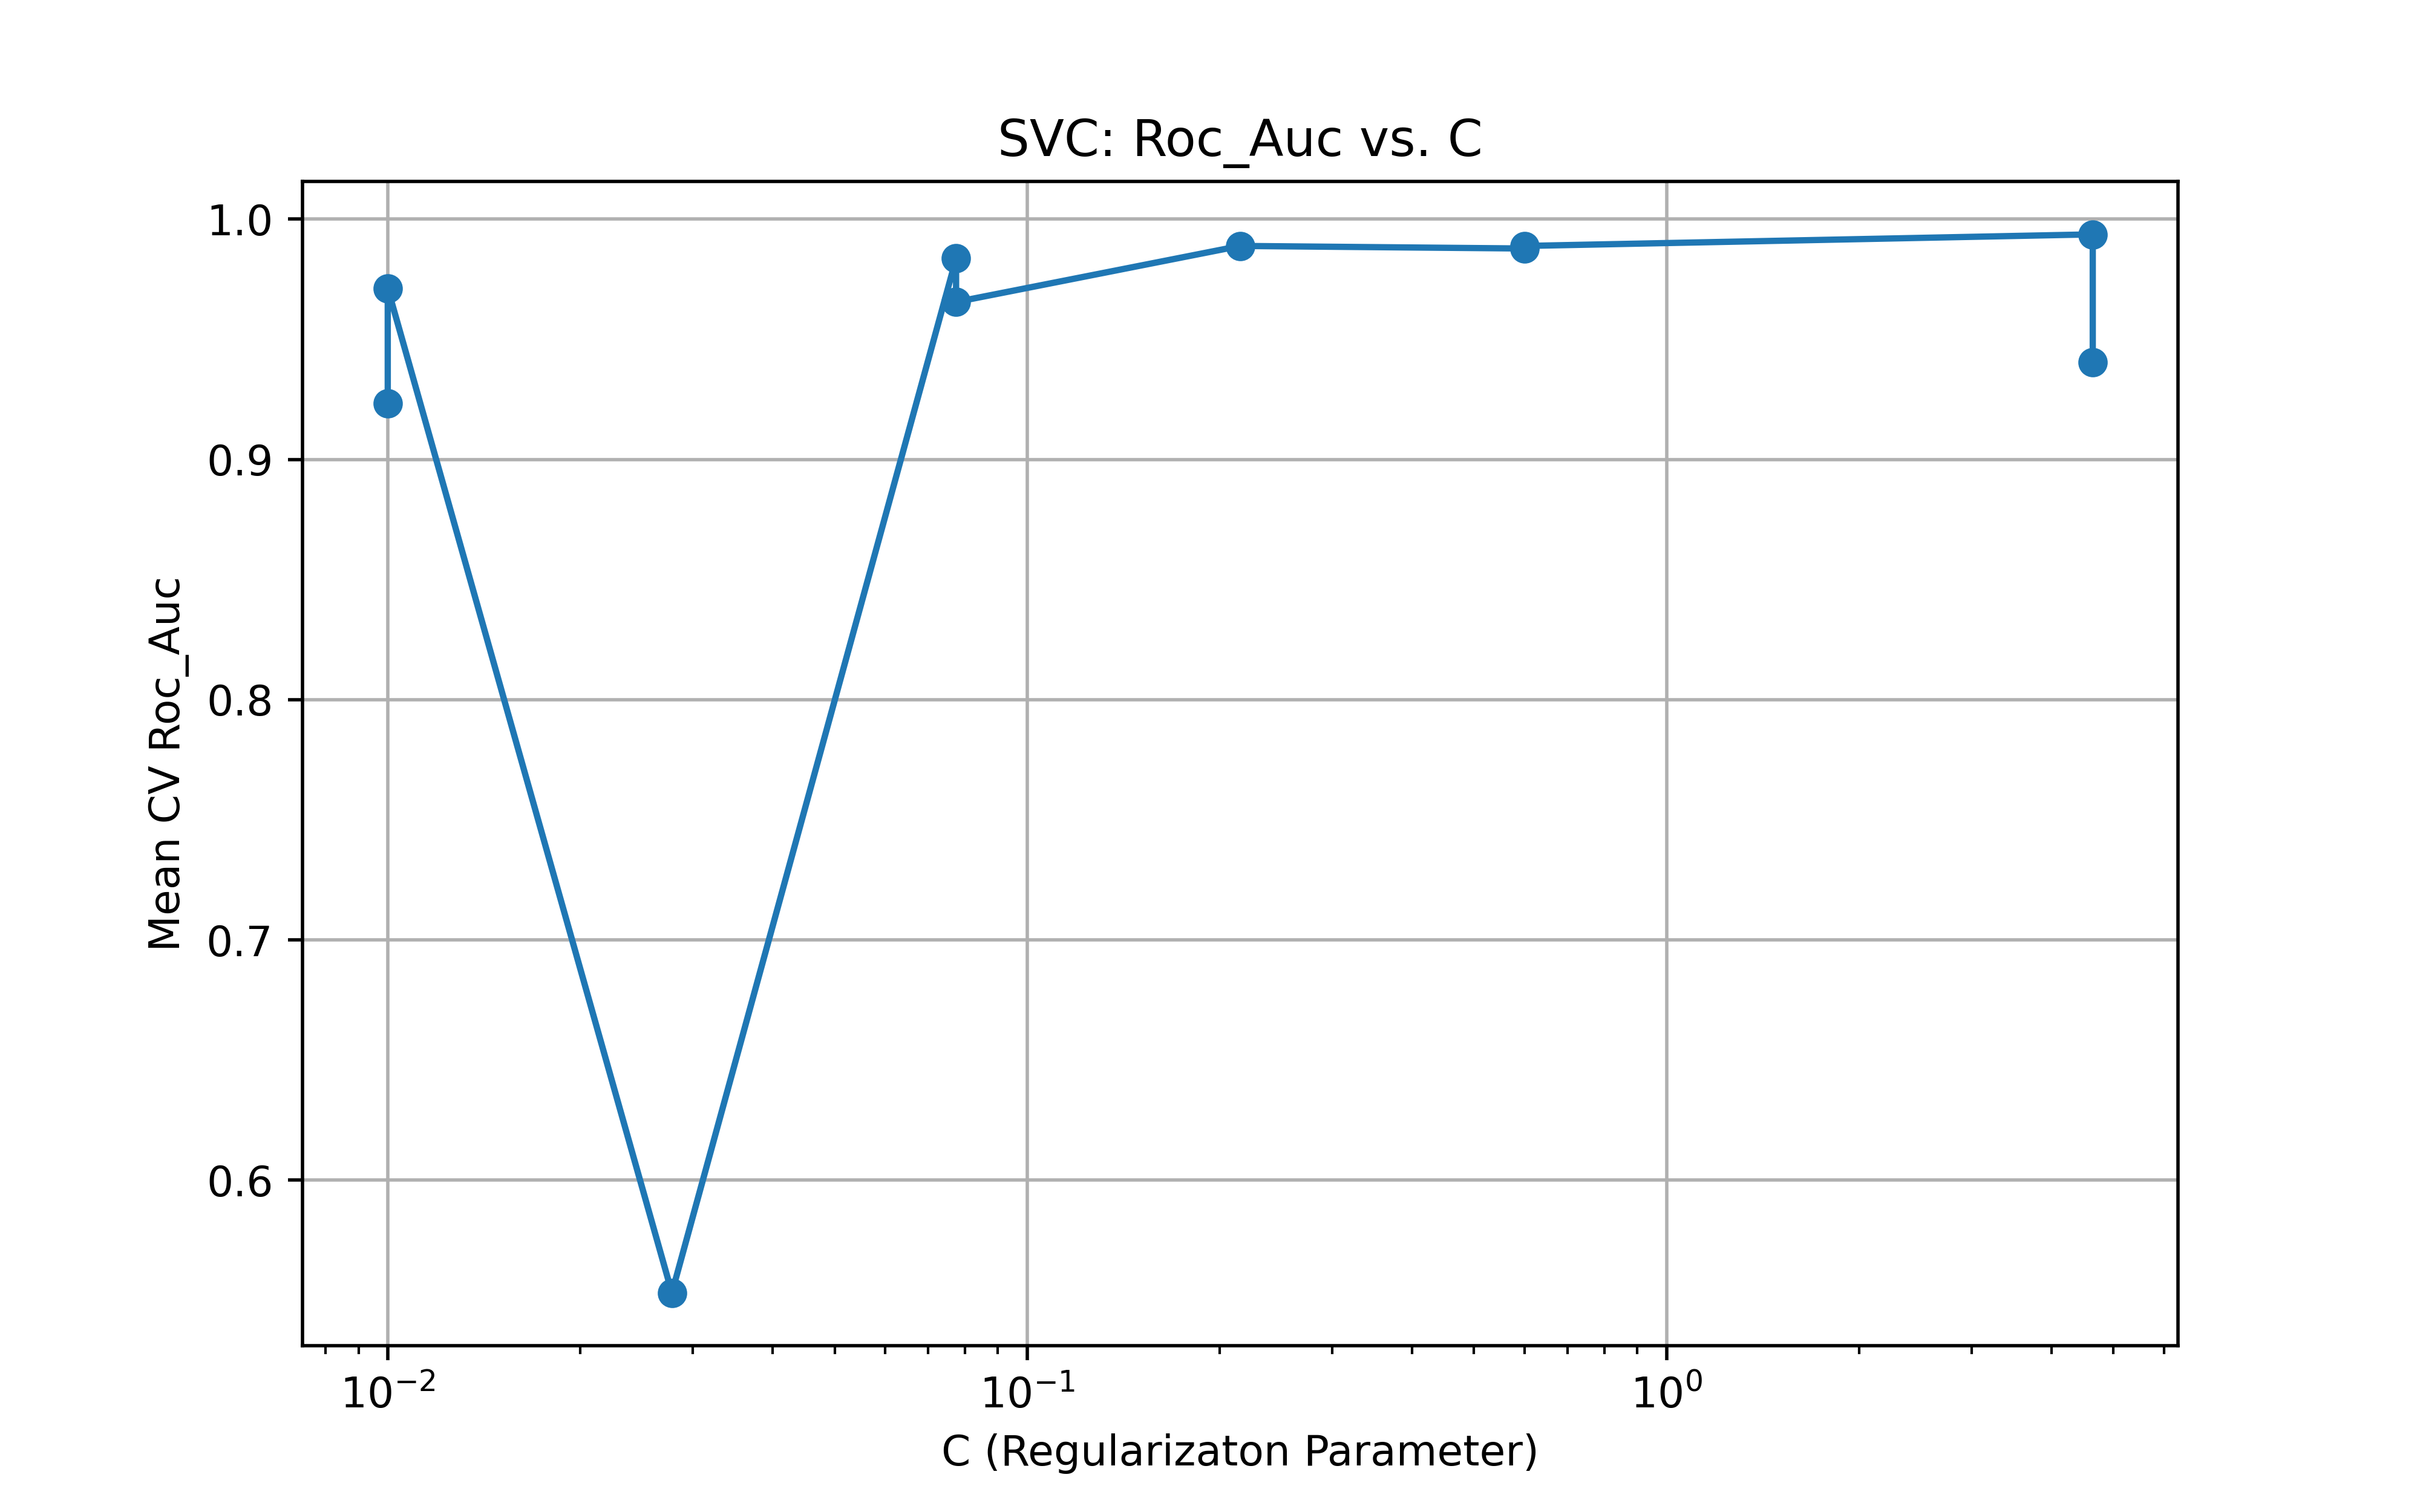 SVC: Roc_Auc vs. C
1.0
0.9
0.8
0.7
0.6
Mean CV Roc_Auc
10⁻² 10⁻¹ 10⁰
C (Regularizaton Parameter)